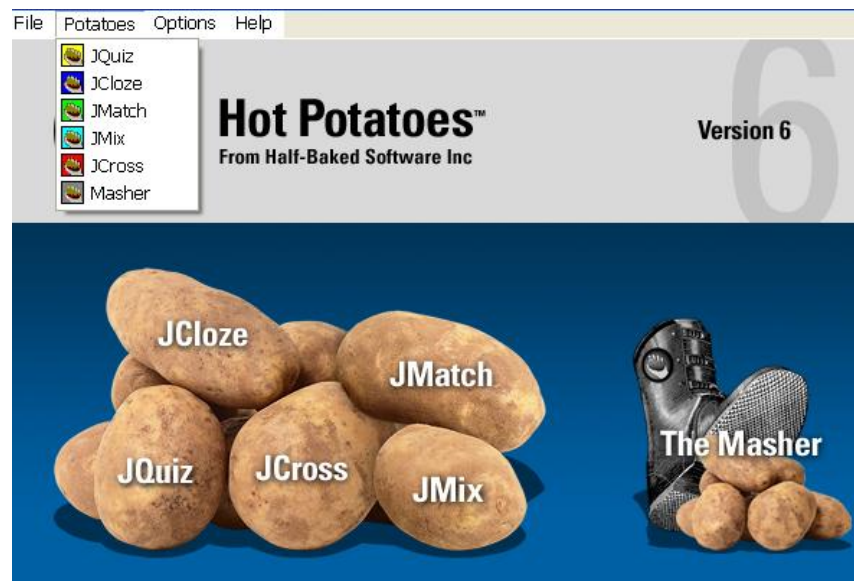 File Potatoes Options Help
JQuiz
JCloze
JMatch
JMix
JCross
Masher
Hot Potatoes™
From Half-Baked Software Inc
Version 6
6
JCloze
JMatch
JQuiz
JCross
JMix
The Masher